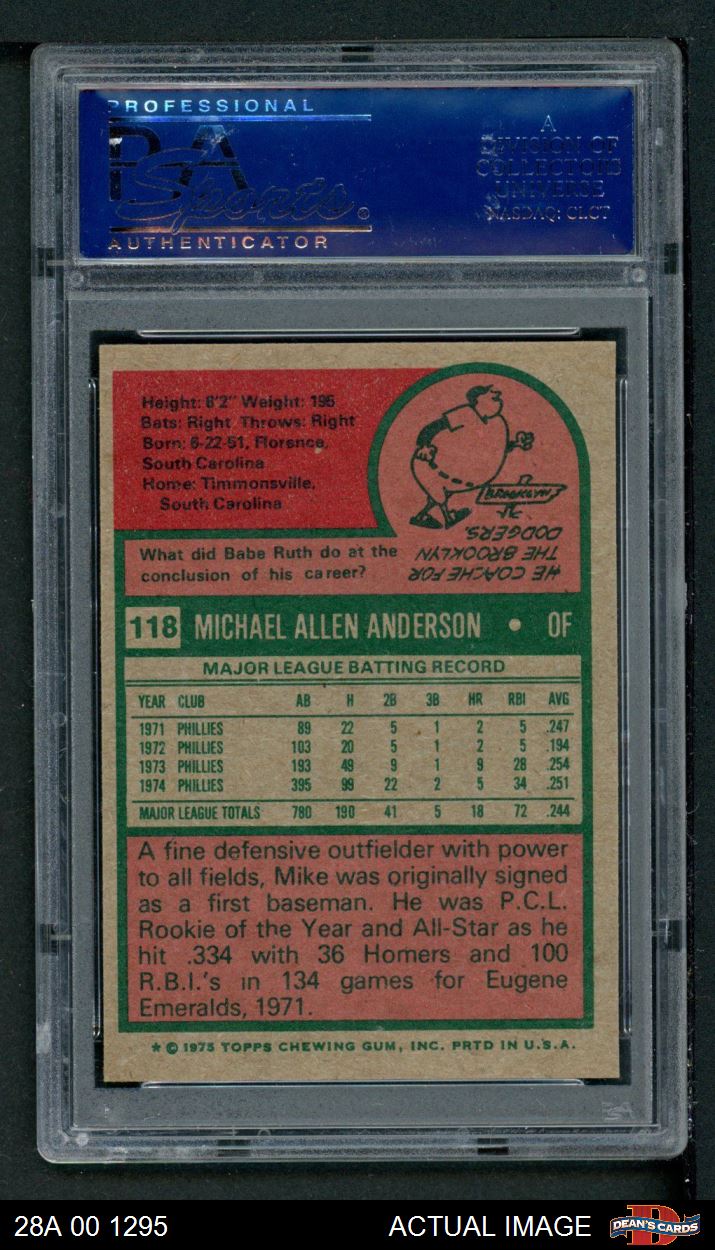 PROFESSIONAL
PSA
Sports®
AUTHENTICATOR
A
DIVISION OF
COLLECTORS
UNIVERSE
NASDAQ: CLCT
Height: 6'2" Weight: 195
Bats: Right Throws: Right
Born: 6-22-51, Florence,
South Carolina
Home: Timmonsville,
South Carolina
BROOKLYN
HE COACHED FOR
THE BROOKLYN
DODGERS.
What did Babe Ruth do at the
conclusion of his career?
118 MICHAEL ALLEN ANDERSON • OF
MAJOR LEAGUE BATTING RECORD
YEAR CLUB AB H 2B 3B HR RBI AVG
1971 PHILLIES 89 22 5 1 2 5 .247
1972 PHILLIES 103 20 5 1 2 5 .194
1973 PHILLIES 193 49 9 1 9 28 .254
1974 PHILLIES 395 99 22 2 5 34 .251
MAJOR LEAGUE TOTALS 780 190 41 5 18 72 .244
A fine defensive outfielder with power
to all fields, Mike was originally signed
as a first baseman. He was P.C.L.
Rookie of the Year and All-Star as he
hit .334 with 36 Homers and 100
R.B.I.'s in 134 games for Eugene
Emeralds, 1971.
* © 1975 TOPPS CHEWING GUM, INC. PRTD IN U.S.A.
28A 00 1295
ACTUAL IMAGE
DEAN'S CARDS